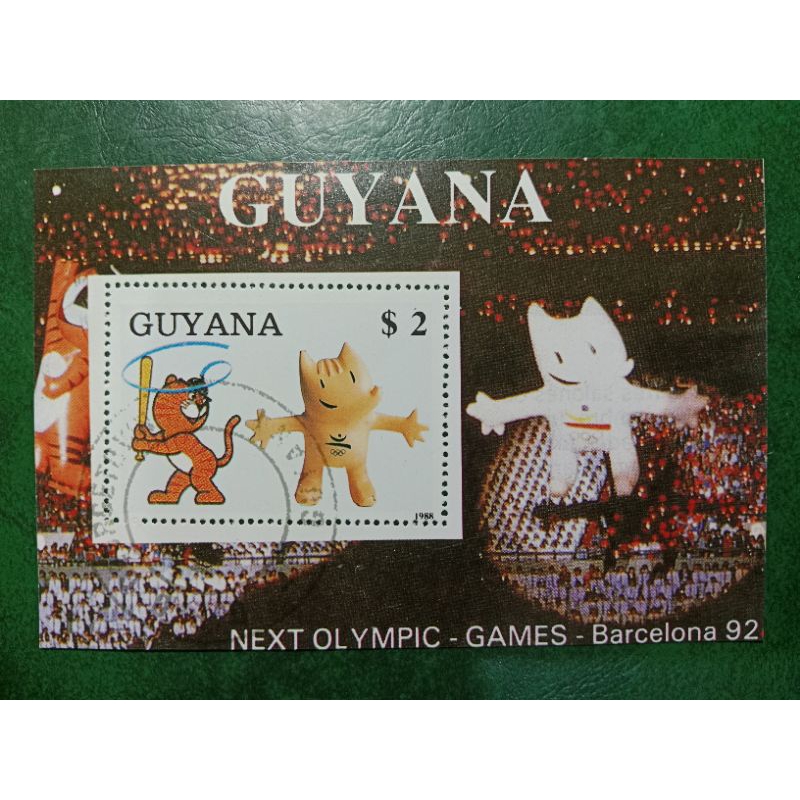 GUYANA
GUYANA
$ 2
1988
NEXT OLYMPIC - GAMES - Barcelona 92